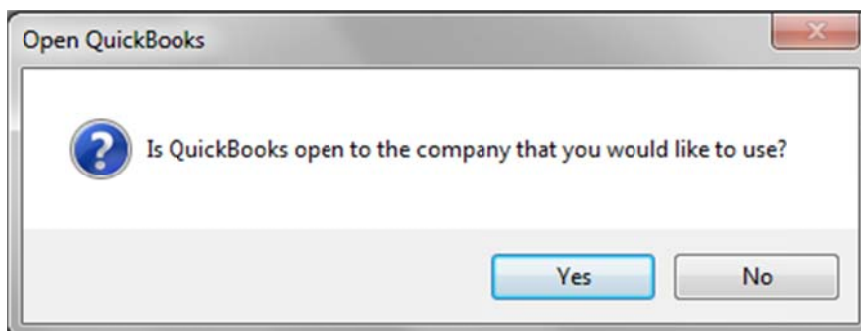 Open QuickBooks
Is QuickBooks open to the company that you would like to use?
Yes
No